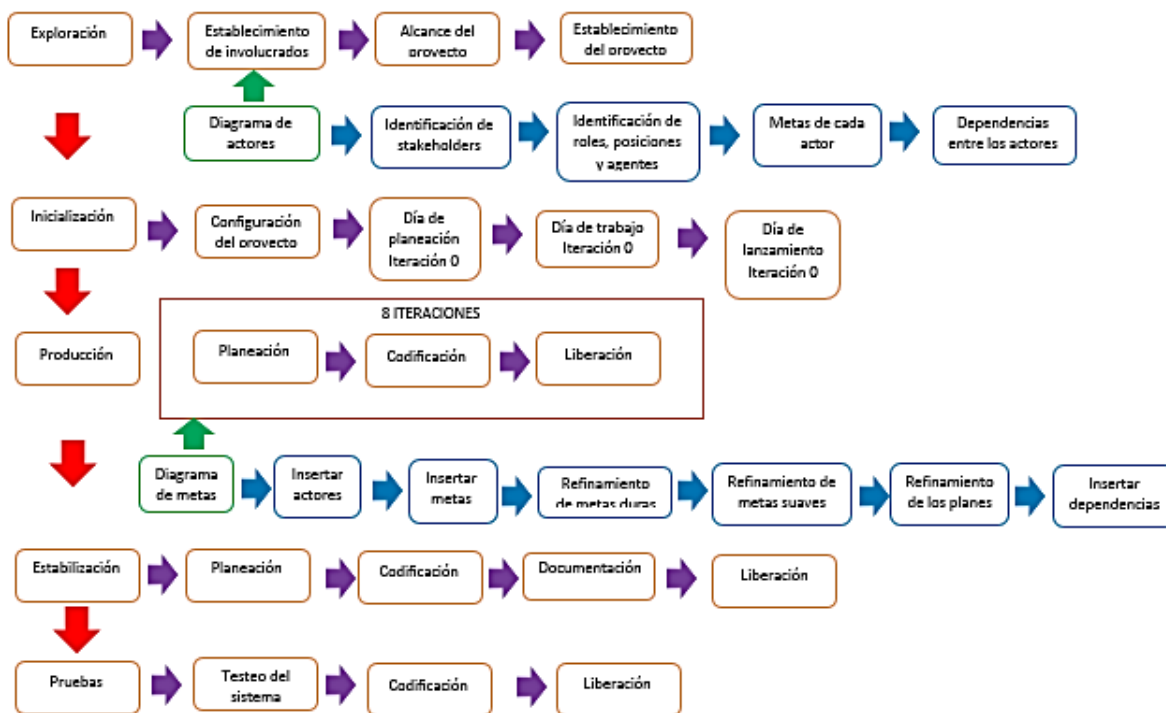 Exploración
Establecimiento
de involucrados
Alcance del
proyecto
Establecimiento
del proyecto
Diagrama de
actores
Identificación de
stakeholders
Identificación de
roles, posiciones
y agentes
Metas de cada
actor
Dependencias
entre los actores
Inicialización
Configuración
del proyecto
Día de
planeación
Iteración 0
Día de trabajo
Iteración 0
Día de
lanzamiento
Iteración 0
8 ITERACIONES
Producción
Planeación
Codificación
Liberación
Diagrama
de metas
Insertar
actores
Insertar
metas
Refinamiento
de metas duras
Refinamiento de
metas suaves
Refinamiento
de los planes
Insertar
dependencias
Estabilización
Planeación
Codificación
Documentación
Liberación
Pruebas
Testeo del
sistema
Codificación
Liberación